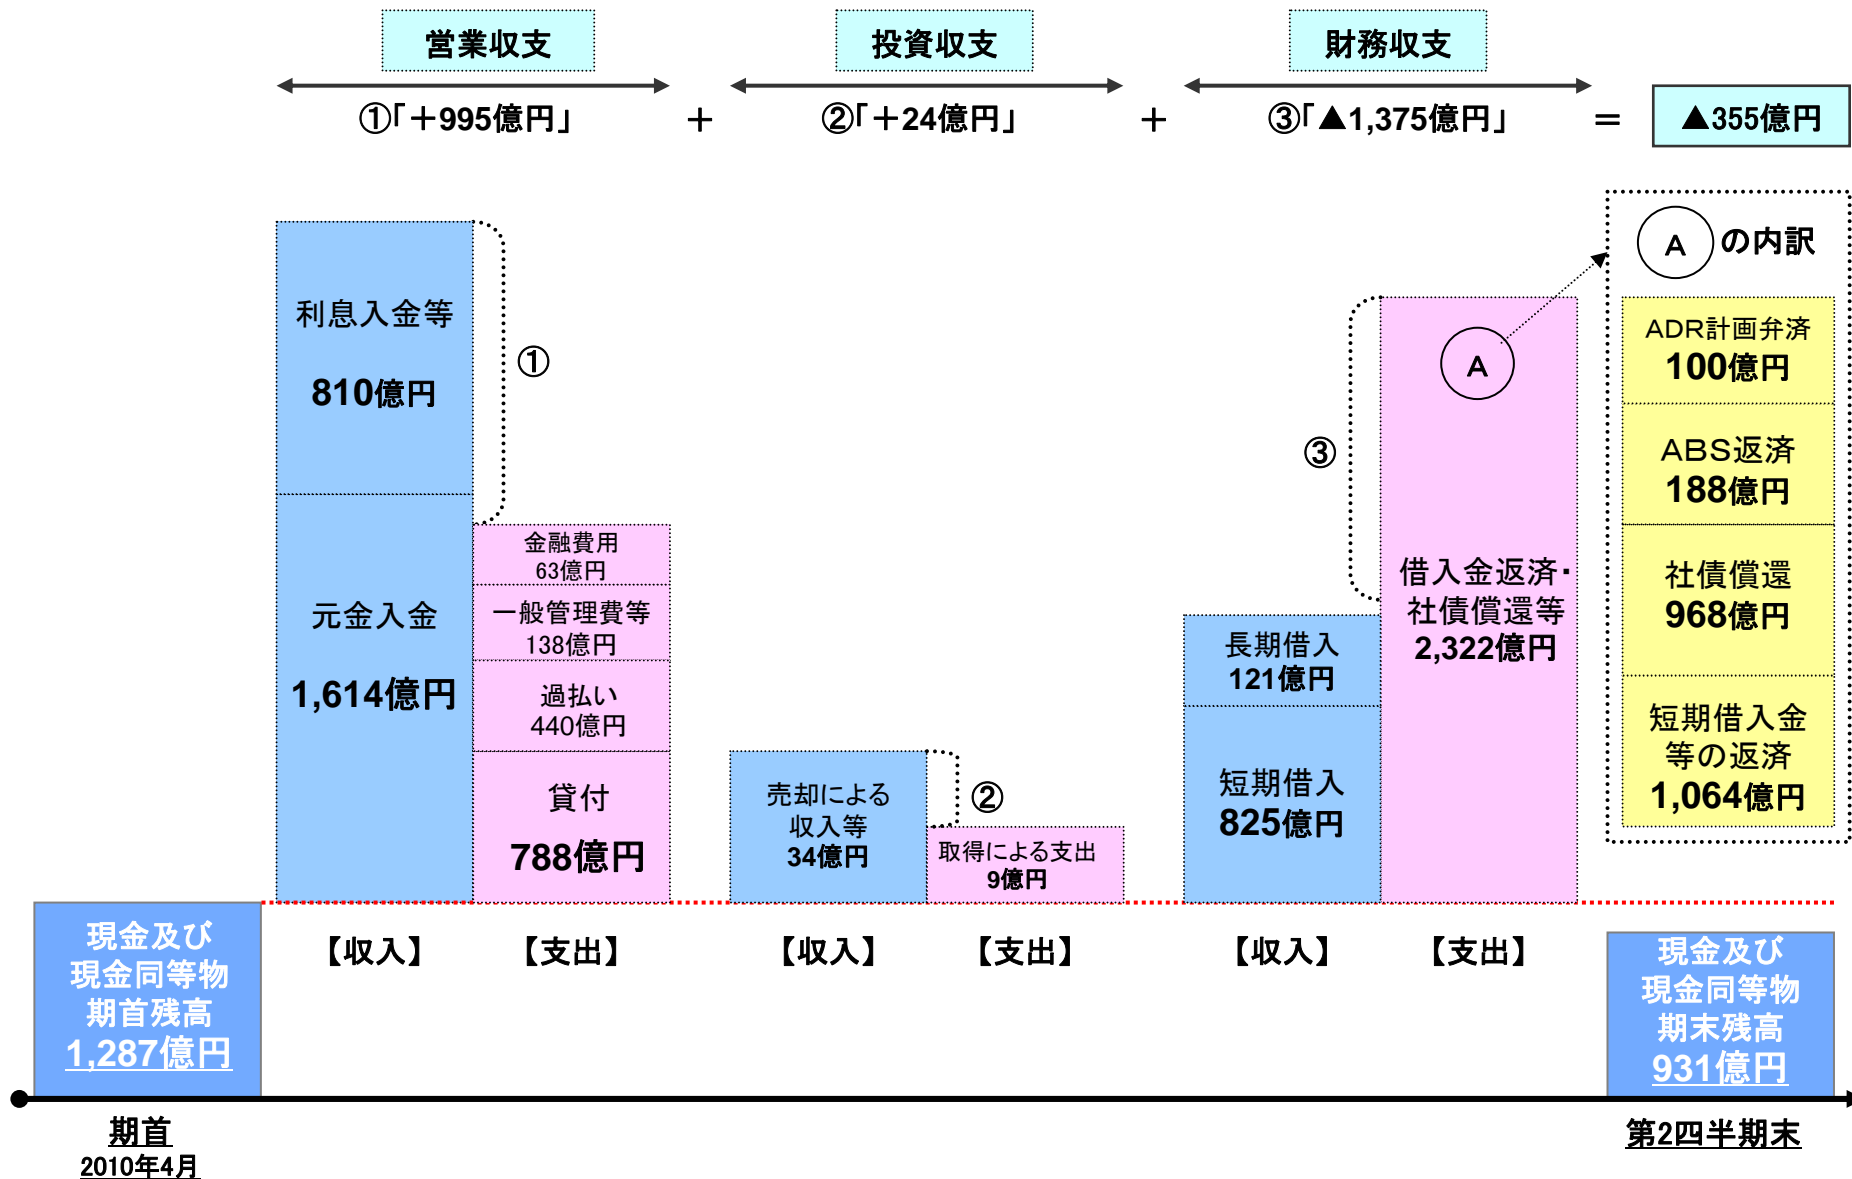 営業収支
投資収支
財務収支
①「＋995億円」
＋
②「＋24億円」
＋
③「▲1,375億円」
＝
▲355億円
利息入金等
810億円
元金入金
1,614億円
①
金融費用
63億円
一般管理費等
138億円
過払い
440億円
貸付
788億円
売却による
収入等
34億円
②
取得による支出
9億円
③
長期借入
121億円
短期借入
825億円
Ａ
借入金返済・
社債償還等
2,322億円
Ａ の内訳
ＡＤＲ計画弁済
100億円
ＡＢＳ返済
188億円
社債償還
968億円
短期借入金
等の返済
1,064億円
【収入】
【支出】
【収入】
【支出】
【収入】
【支出】
現金及び
現金同等物
期首残高
1,287億円
現金及び
現金同等物
期末残高
931億円
期首
2010年4月
第2四半期末